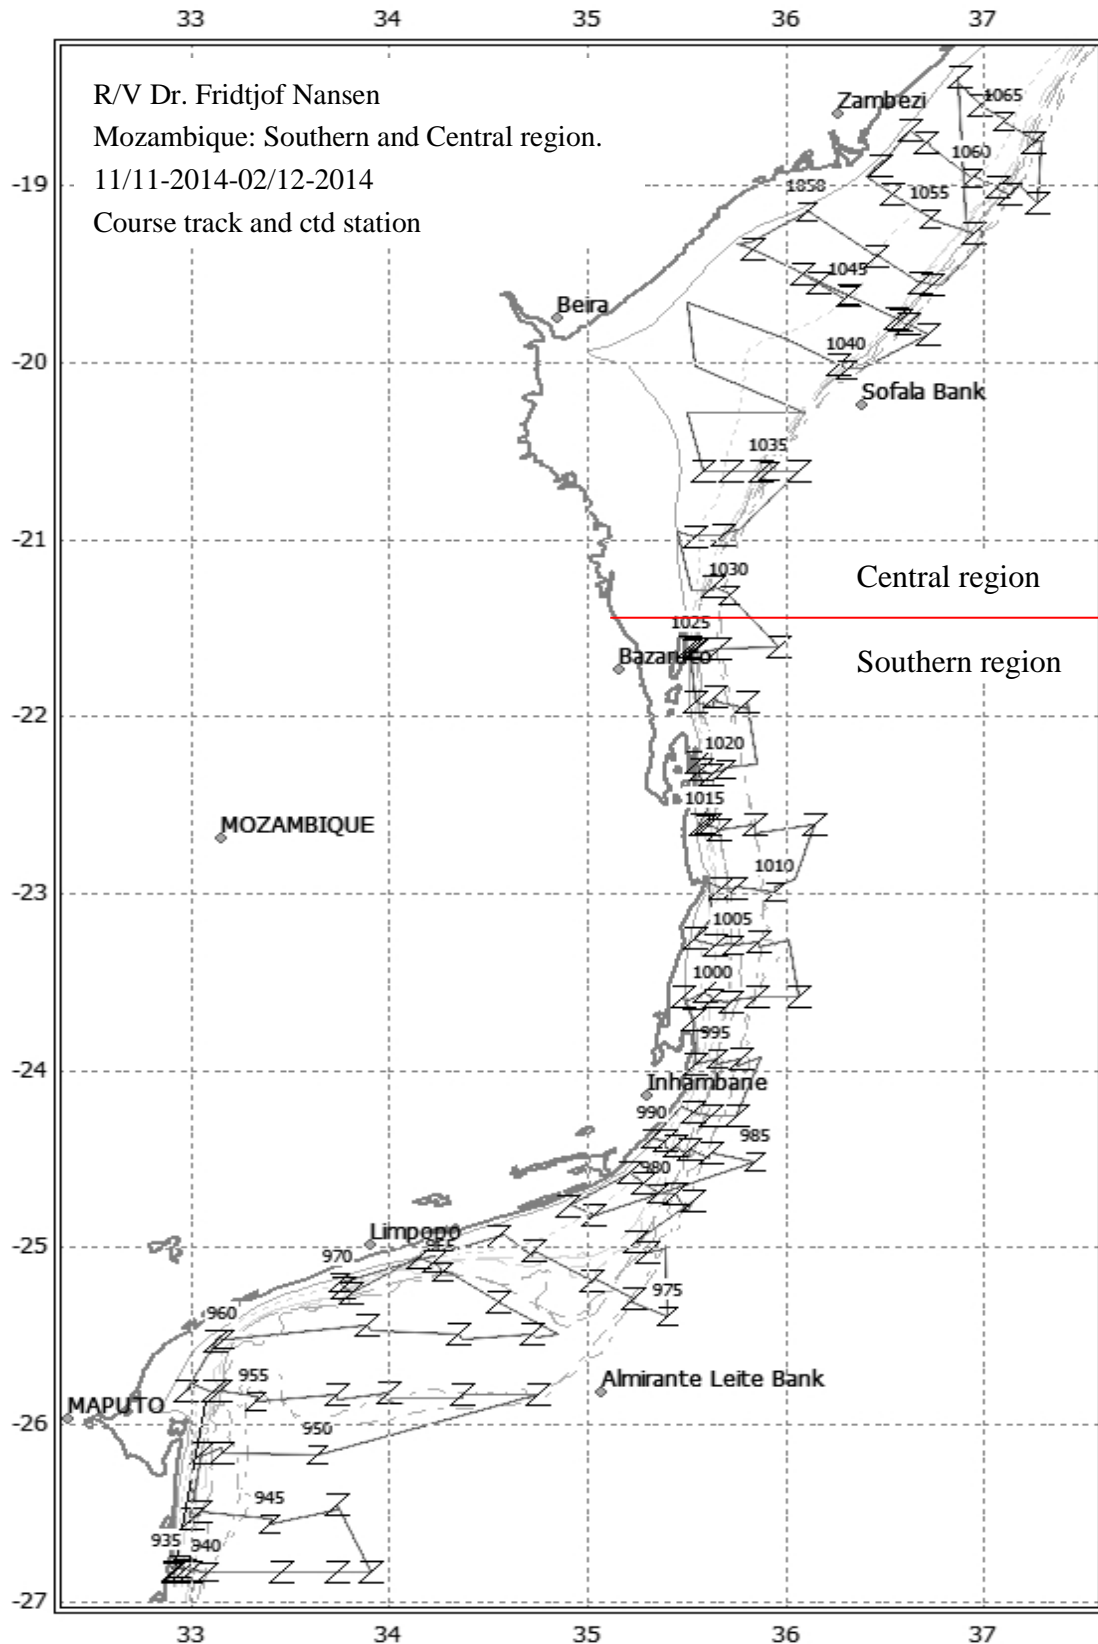 33 34 35 36 37
R/V Dr. Fridtjof Nansen
Mozambique: Southern and Central region.
11/11-2014-02/12-2014
Course track and ctd station
Zambezi
1065
1060
-19
1055
1045
Beira
-20
1040
Sofala Bank
1035
-21
1030
Central region
1025
Bazaruto
Southern region
-22
1020
1015
MOZAMBIQUE
1010
-23
1005
1000
995
-24
Inhambane
990
985
980
Limpopo
-25
970
975
960
955
Almirante Leite Bank
MAPUTO
-26
950
945
935
940
-27
33 34 35 36 37